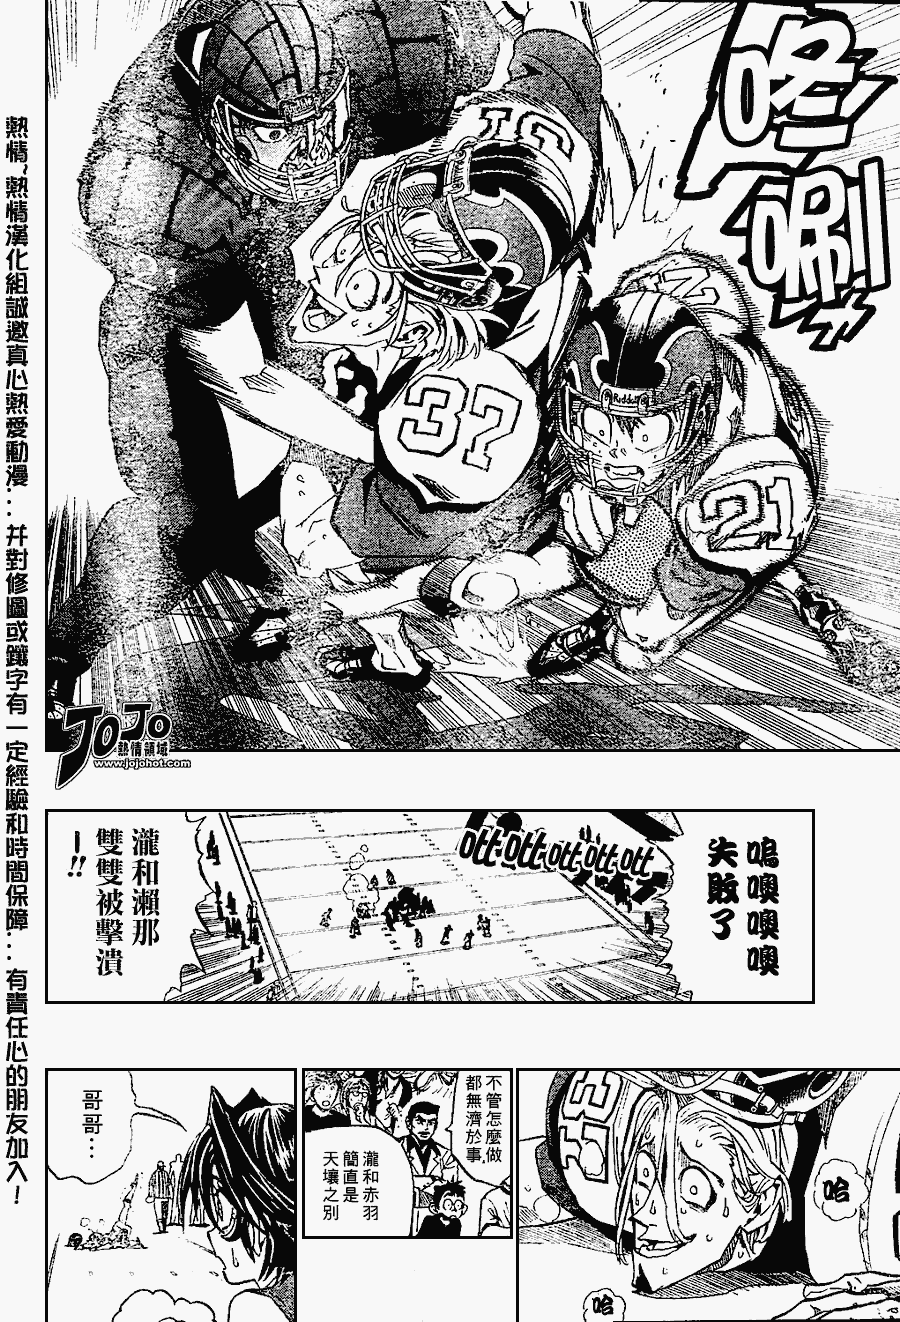 咚
唰
37
21
Riddell
JOJO
熱情領域
www.jojohot.com
嗚噢噢噢
失敗了
瀧和瀨那
雙雙被擊潰
ー!!
37
哈
哈
不管怎麼做
都無濟於事,
瀧和赤羽
簡直是
天壤之別
哥哥…
熱情、熱情漢化組誠邀真心熱愛動漫...并對修圖或鑲字有一定經驗和時間保障...有責任心的朋友加入!